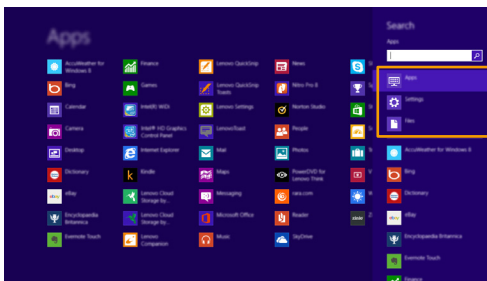 Apps
AccuWeather for
Windows 8
Bing
Calendar
Camera
Desktop
Dictionary
eBay
Encyclopaedia
Britannica
Evernote Touch
Finance
Games
Intel(R) WiDi
Intel® HD Graphics
Control Panel
Internet Explorer
Kindle
Lenovo Cloud
Storage by...
Lenovo Cloud
Storage by...
Lenovo
Companion
Lenovo QuickSnip
Lenovo QuickSnip
Lenovo Settings
Mail
Maps
Messaging
Microsoft Office
Music
News
Nitro Pro 8
Norton Studio
People
Photos
PowerDVD for
Lenovo Think
rara.com
Reader
SkyDrive
Search
Apps
Apps
Settings
Files
AccuWeather for Windows 8
Bing
Dictionary
eBay
Encyclopaedia Britannica
Evernote Touch
Finance